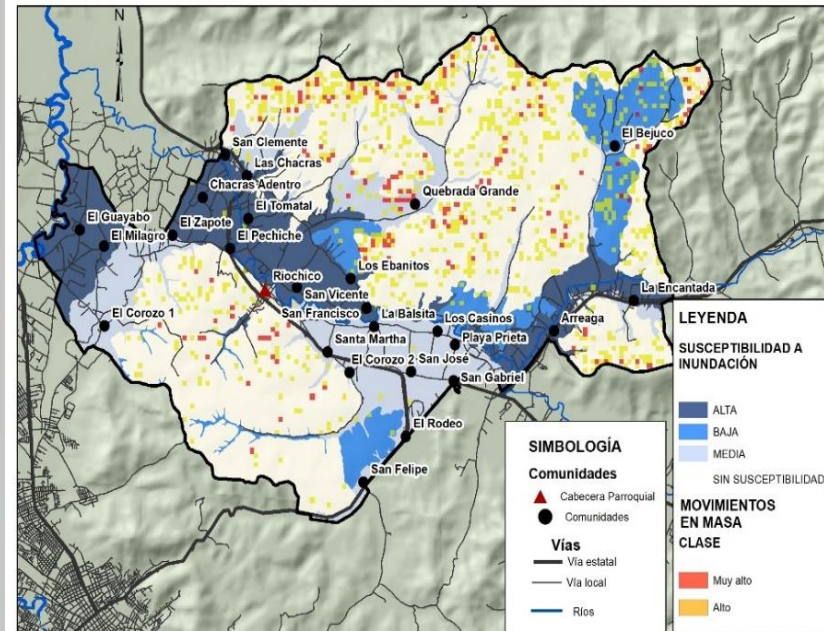 N
San Clemente
Las Chacras
Chacras Adentro
El Tomatal
Quebrada Grande
El Bejuco
El Guayabo
El Zapote
El Milagro
El Pechiche
Los Ebanitos
Riochico
La Encantada
San Vicente
El Corozo 1
San Francisco
La Balsita
Los Casinos
Arreaga
Santa Martha
Playa Prieta
El Corozo 2
San José
San Gabriel
El Rodeo
San Felipe
SIMBOLOGÍA
Comunidades
Cabecera Parroquial
Comunidades
Vías
Vía estatal
Vía local
Ríos
LEYENDA
SUSCEPTIBILIDAD A
INUNDACIÓN
ALTA
BAJA
MEDIA
SIN SUSCEPTIBILIDAD
MOVIMIENTOS
EN MASA
CLASE
Muy alto
Alto